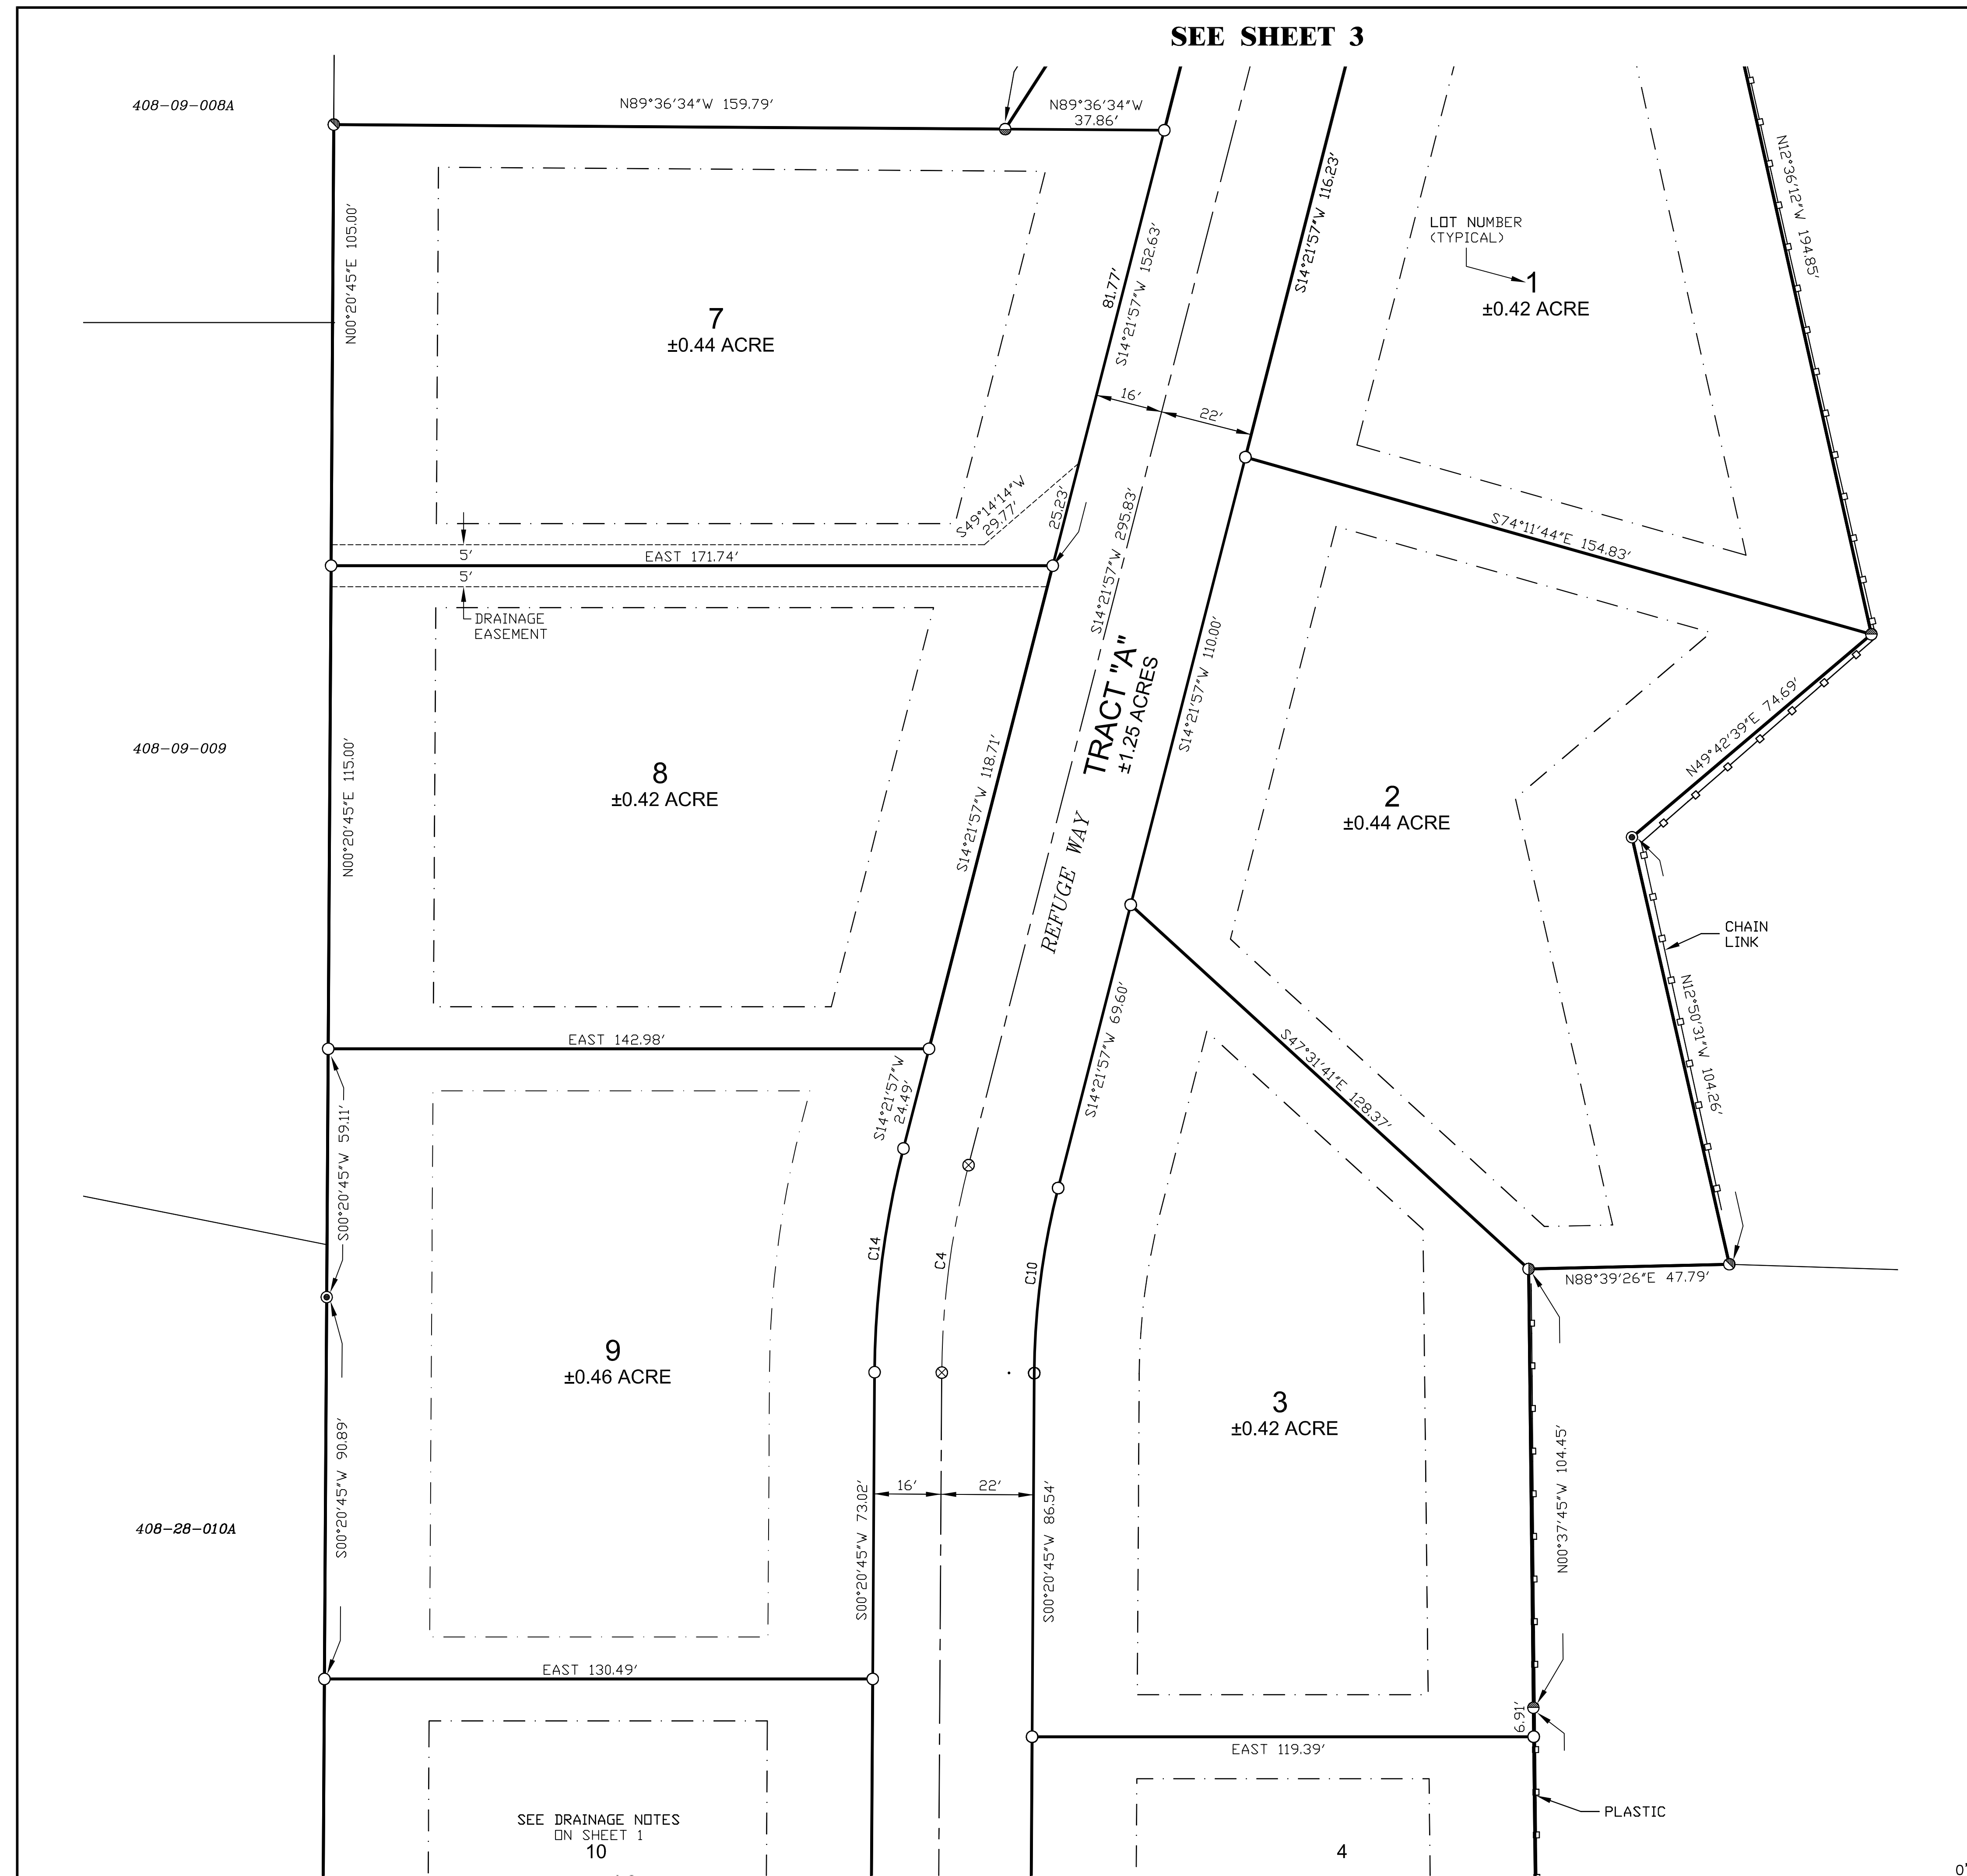 SEE SHEET 3
408-09-008A
N89°36'34"W 159.79'
N89°36'34"W
37.86'
N00°20'45"E 105.00'
7
±0.44 ACRE
81.77'
S14°21'57"W 152.63'
S14°21'57"W 116.23'
LOT NUMBER
(TYPICAL)
1
±0.42 ACRE
N12°36'12"W 194.85'
16'
22'
S49°14'14"W
29.77'
25.23'
S14°21'57"W 295.83'
5'
EAST 171.74'
5'
DRAINAGE
EASEMENT
S74°11'44"E 154.83'
408-09-009
N00°20'45"E 115.00'
8
±0.42 ACRE
S14°21'57"W 118.71'
TRACT "A"
±1.25 ACRES
S14°21'57"W 110.00'
N49°42'39"E 74.69'
2
±0.44 ACRE
REFUGE WAY
CHAIN
LINK
N12°50'31"W 104.26'
EAST 142.98'
S14°21'57"W
24.49'
S14°21'57"W 69.60'
S47°31'41"E 128.37'
S00°20'45"W 59.11'
C14
C4
C10
N88°39'26"E 47.79'
9
±0.46 ACRE
3
±0.42 ACRE
408-28-010A
S00°20'45"W 90.89'
16'
22'
S00°20'45"W 73.02'
S00°20'45"W 86.54'
N00°37'45"W 104.45'
EAST 130.49'
6.91'
EAST 119.39'
SEE DRAINAGE NOTES
ON SHEET 1
10
4
PLASTIC